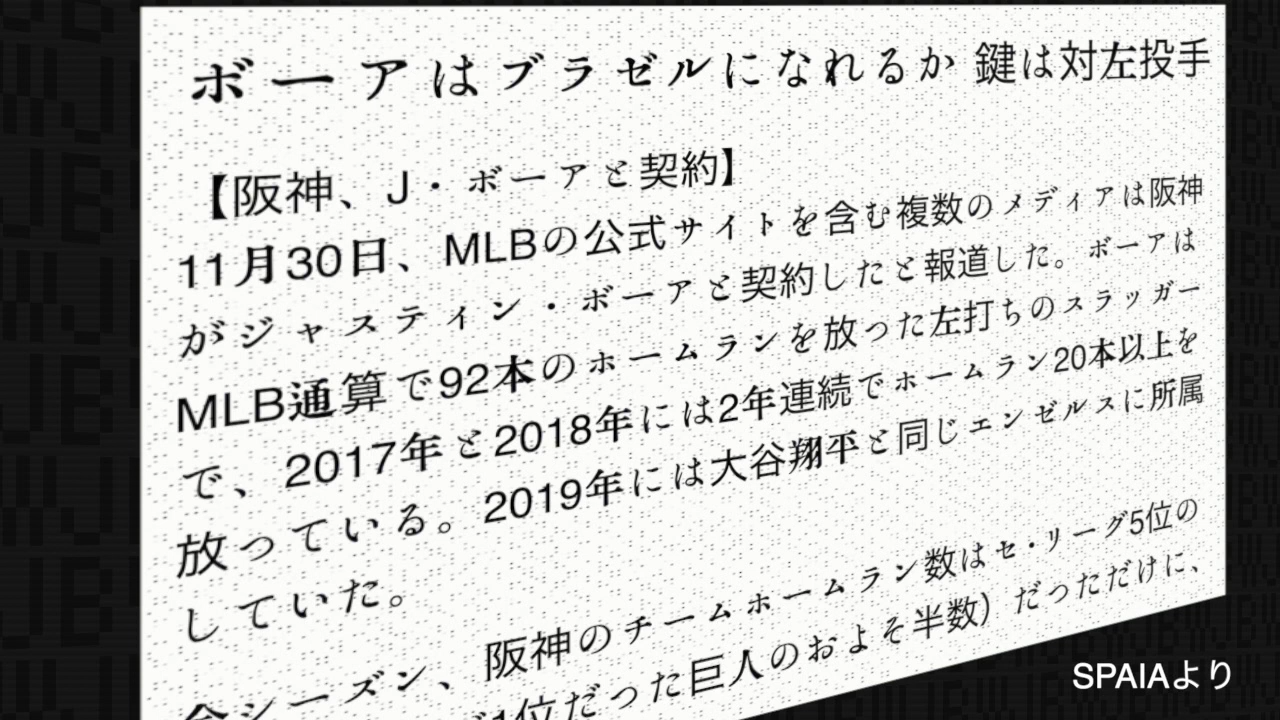 ボーアはブラゼルになれるか 鍵は対左投手
【阪神、J・ボーアと契約】
11月30日、MLBの公式サイトを含む複数のメディアは阪神
がジャスティン・ボーアと契約したと報道した。ボーアは
MLB通算で92本のホームランを放った左打ちのスラッガー
で、2017年と2018年には2年連続でホームラン20本以上を
放っている。2019年には大谷翔平と同じエンゼルスに所属
していた。
今シーズン、阪神のチームホームラン数はセ・リーグ5位の
1位だった巨人のおよそ半数）だっただけに、
SPAIAより